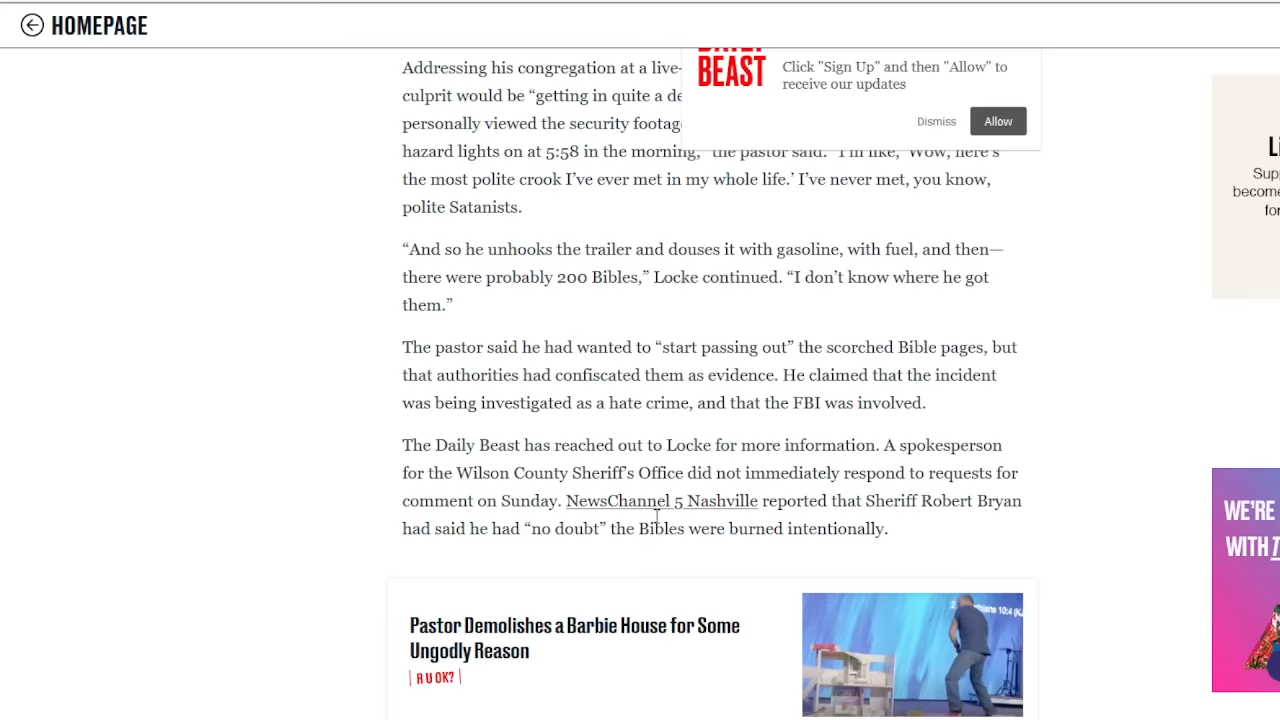 HOMEPAGE
BEAST
Click "Sign Up" and then "Allow" to
receive our updates
Dismiss
Allow
Addressing his congregation at a live-
culprit would be “getting in quite a de
personally viewed the security footag
hazard lights on at 5:58 in the morning,” the pastor said. “I’m like, ‘Wow, here’s
the most polite crook I’ve ever met in my whole life.’ I’ve never met, you know,
polite Satanists.
“And so he unhooks the trailer and douses it with gasoline, with fuel, and then—
there were probably 200 Bibles,” Locke continued. “I don’t know where he got
them.”
The pastor said he had wanted to “start passing out” the scorched Bible pages, but
that authorities had confiscated them as evidence. He claimed that the incident
was being investigated as a hate crime, and that the FBI was involved.
The Daily Beast has reached out to Locke for more information. A spokesperson
for the Wilson County Sheriff’s Office did not immediately respond to requests for
comment on Sunday. NewsChannel 5 Nashville reported that Sheriff Robert Bryan
had said he had “no doubt” the Bibles were burned intentionally.
Pastor Demolishes a Barbie House for Some
Ungodly Reason
R U OK?
Li
Supp
become
for
WE'RE
WITH T